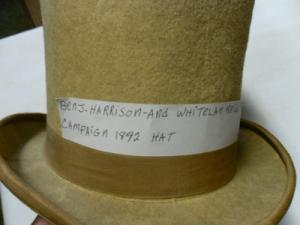 BENJ-HARRISON-AND WHITELAW REID
CAMPAIGN 1892 HAT